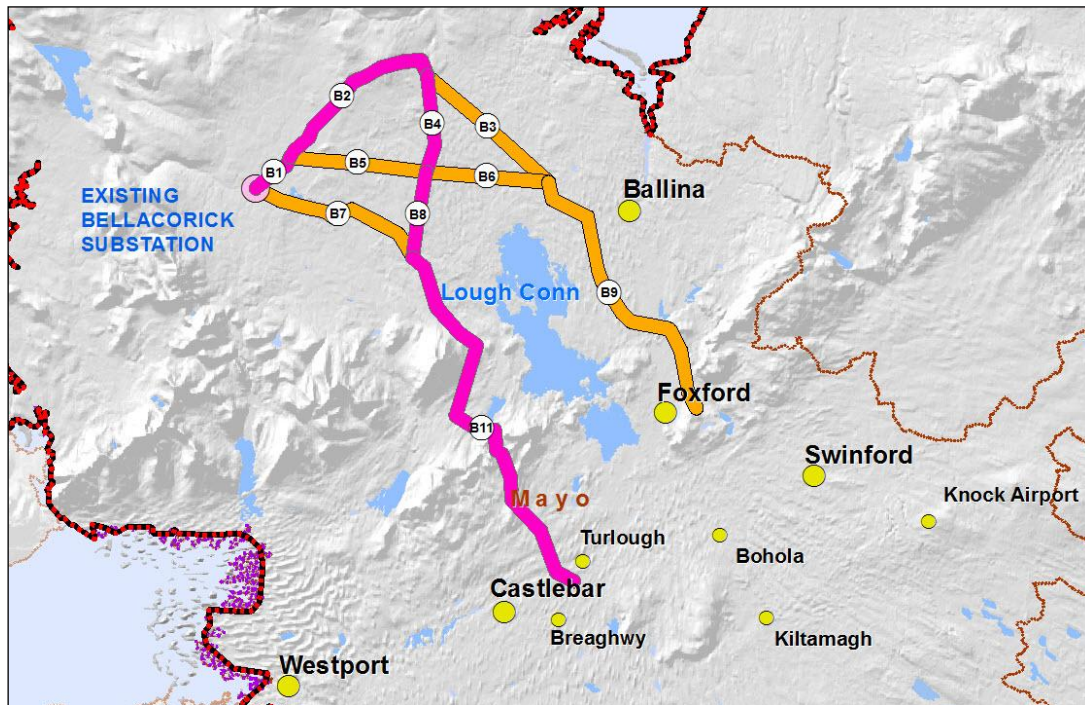 B2
B4
B3
B1
B5
B6
EXISTING
BELLACORICK
SUBSTATION
B7
B8
Ballina
Lough Conn
B9
Foxford
B11
Swinford
Mayo
Knock Airport
Turlough
Bohola
Castlebar
Breaghwy
Kiltamagh
Westport